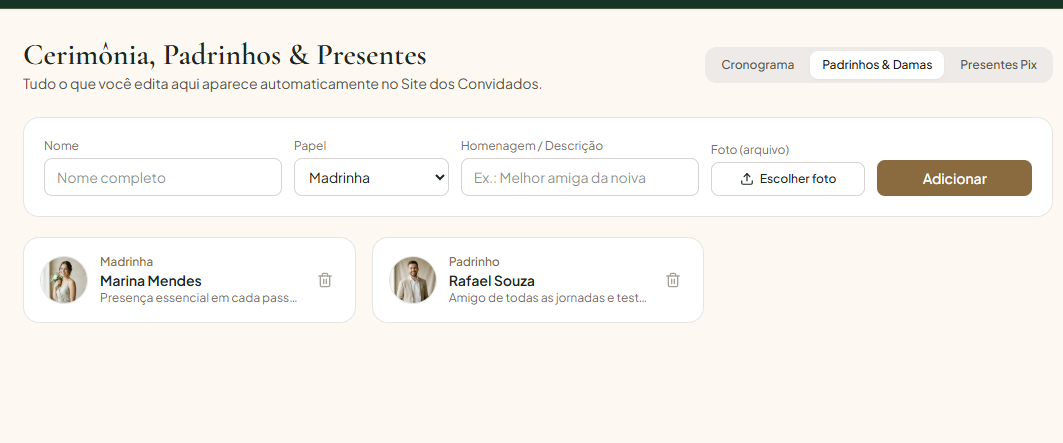 Cerimônia, Padrinhos & Presentes
Tudo o que você edita aqui aparece automaticamente no Site dos Convidados.
Cronograma
Padrinhos & Damas
Presentes Pix
Nome
Papel
Homenagem / Descrição
Foto (arquivo)
Nome completo
Madrinha
Ex.: Melhor amiga da noiva
Escolher foto
Adicionar
Madrinha
Marina Mendes
Presença essencial em cada pass...
Padrinho
Rafael Souza
Amigo de todas as jornadas e test...